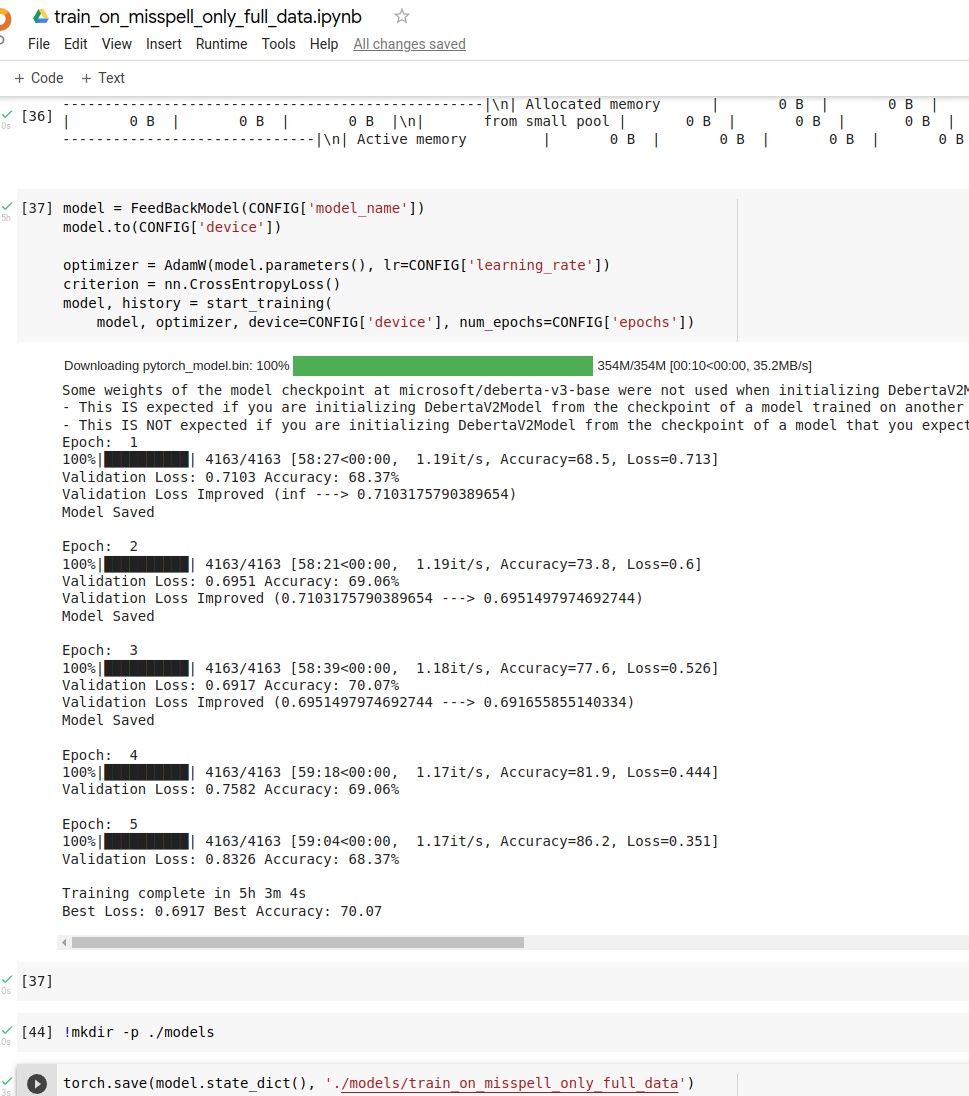 train_on_misspell_only_full_data.ipynb
File Edit View Insert Runtime Tools Help All changes saved
+ Code + Text
--------------------------------------------------|\n| Allocated memory | 0 B | 0 B |
[36] | 0 B | 0 B | 0 B |\n| from small pool | 0 B | 0 B | 0 B |
0s
------------------------------|\n| Active memory | 0 B | 0 B | 0 B | 0 B
[37] model = FeedBackModel(CONFIG['model_name'])
5h
model.to(CONFIG['device'])
optimizer = AdamW(model.parameters(), lr=CONFIG['learning_rate'])
criterion = nn.CrossEntropyLoss()
model, history = start_training(
model, optimizer, device=CONFIG['device'], num_epochs=CONFIG['epochs'])
Downloading pytorch_model.bin: 100% 354M/354M [00:10<00:00, 35.2MB/s]
Some weights of the model checkpoint at microsoft/deberta-v3-base were not used when initializing DebertaV2M
- This IS expected if you are initializing DebertaV2Model from the checkpoint of a model trained on another
- This IS NOT expected if you are initializing DebertaV2Model from the checkpoint of a model that you expect
Epoch: 1
100%|██████████| 4163/4163 [58:27<00:00, 1.19it/s, Accuracy=68.5, Loss=0.713]
Validation Loss: 0.7103 Accuracy: 68.37%
Validation Loss Improved (inf ---> 0.7103175790389654)
Model Saved
Epoch: 2
100%|██████████| 4163/4163 [58:21<00:00, 1.19it/s, Accuracy=73.8, Loss=0.6]
Validation Loss: 0.6951 Accuracy: 69.06%
Validation Loss Improved (0.7103175790389654 ---> 0.6951497974692744)
Model Saved
Epoch: 3
100%|██████████| 4163/4163 [58:39<00:00, 1.18it/s, Accuracy=77.6, Loss=0.526]
Validation Loss: 0.6917 Accuracy: 70.07%
Validation Loss Improved (0.6951497974692744 ---> 0.691655855140334)
Model Saved
Epoch: 4
100%|██████████| 4163/4163 [59:18<00:00, 1.17it/s, Accuracy=81.9, Loss=0.444]
Validation Loss: 0.7582 Accuracy: 69.06%
Epoch: 5
100%|██████████| 4163/4163 [59:04<00:00, 1.17it/s, Accuracy=86.2, Loss=0.351]
Validation Loss: 0.8326 Accuracy: 68.37%
Training complete in 5h 3m 4s
Best Loss: 0.6917 Best Accuracy: 70.07
[37]
0s
[44] !mkdir -p ./models
0s
torch.save(model.state_dict(), './models/train_on_misspell_only_full_data')
3s